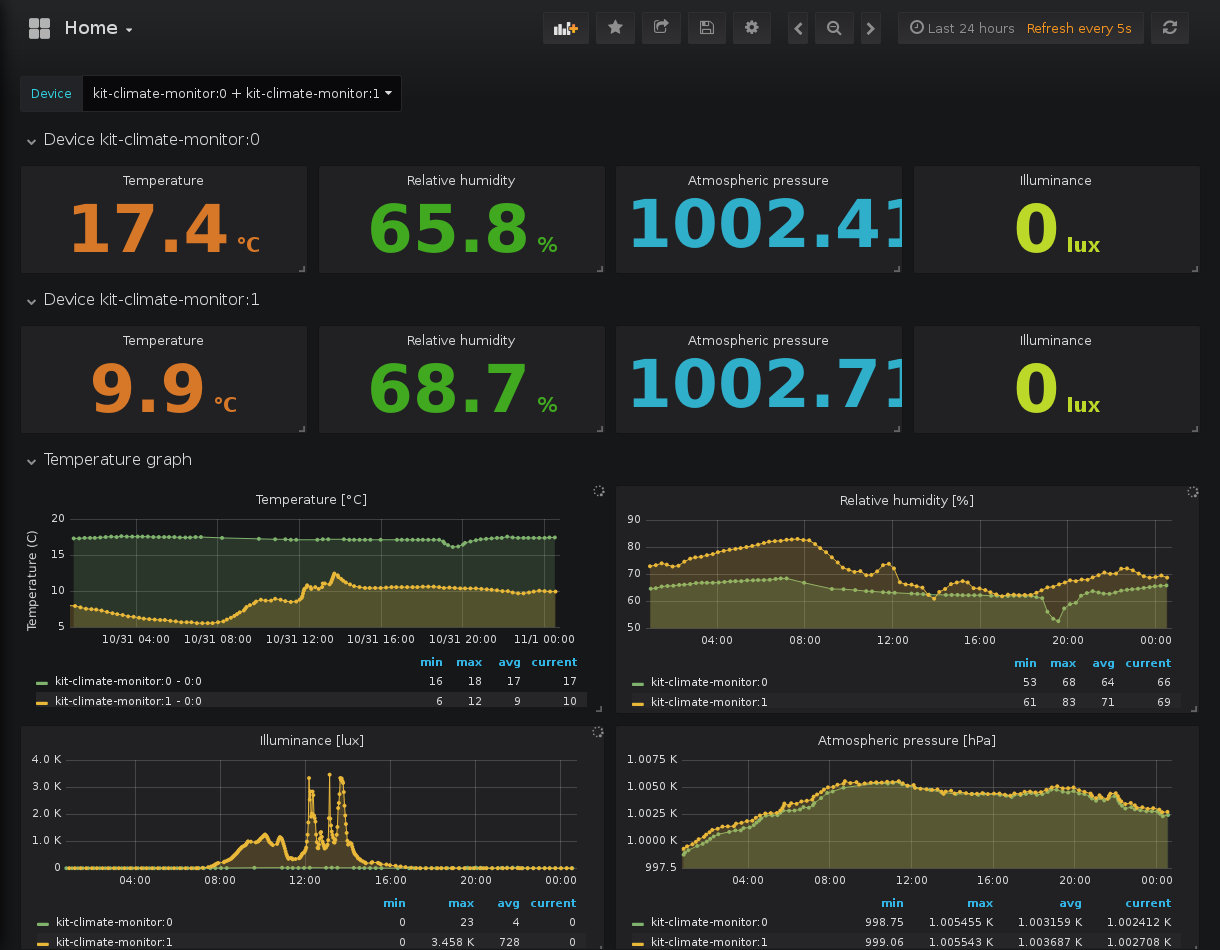 Home
Last 24 hours Refresh every 5s
Device kit-climate-monitor:0 + kit-climate-monitor:1
Device kit-climate-monitor:0
Temperature Relative humidity Atmospheric pressure Illuminance
17.4 °C 65.8 % 1002.41 0 lux
Device kit-climate-monitor:1
Temperature Relative humidity Atmospheric pressure Illuminance
9.9 °C 68.7 % 1002.71 0 lux
Temperature graph
Temperature [°C]
Temperature (C)
20
15
10
5
10/31 04:00 10/31 08:00 10/31 12:00 10/31 16:00 10/31 20:00 11/1 00:00
min max avg current
kit-climate-monitor:0 - 0:0 16 18 17 17
kit-climate-monitor:1 - 0:0 6 12 9 10
Relative humidity [%]
90
80
70
60
50
04:00 08:00 12:00 16:00 20:00 00:00
min max avg current
kit-climate-monitor:0 53 68 64 66
kit-climate-monitor:1 61 83 71 69
Illuminance [lux]
4.0 K
3.0 K
2.0 K
1.0 K
0
04:00 08:00 12:00 16:00 20:00 00:00
min max avg current
kit-climate-monitor:0 0 23 4 0
kit-climate-monitor:1 0 3.458 K 728 0
Atmospheric pressure [hPa]
1.0075 K
1.0050 K
1.0025 K
1.0000 K
997.5
04:00 08:00 12:00 16:00 20:00 00:00
min max avg current
kit-climate-monitor:0 998.75 1.005455 K 1.003159 K 1.002412 K
kit-climate-monitor:1 999.06 1.005543 K 1.003687 K 1.002708 K